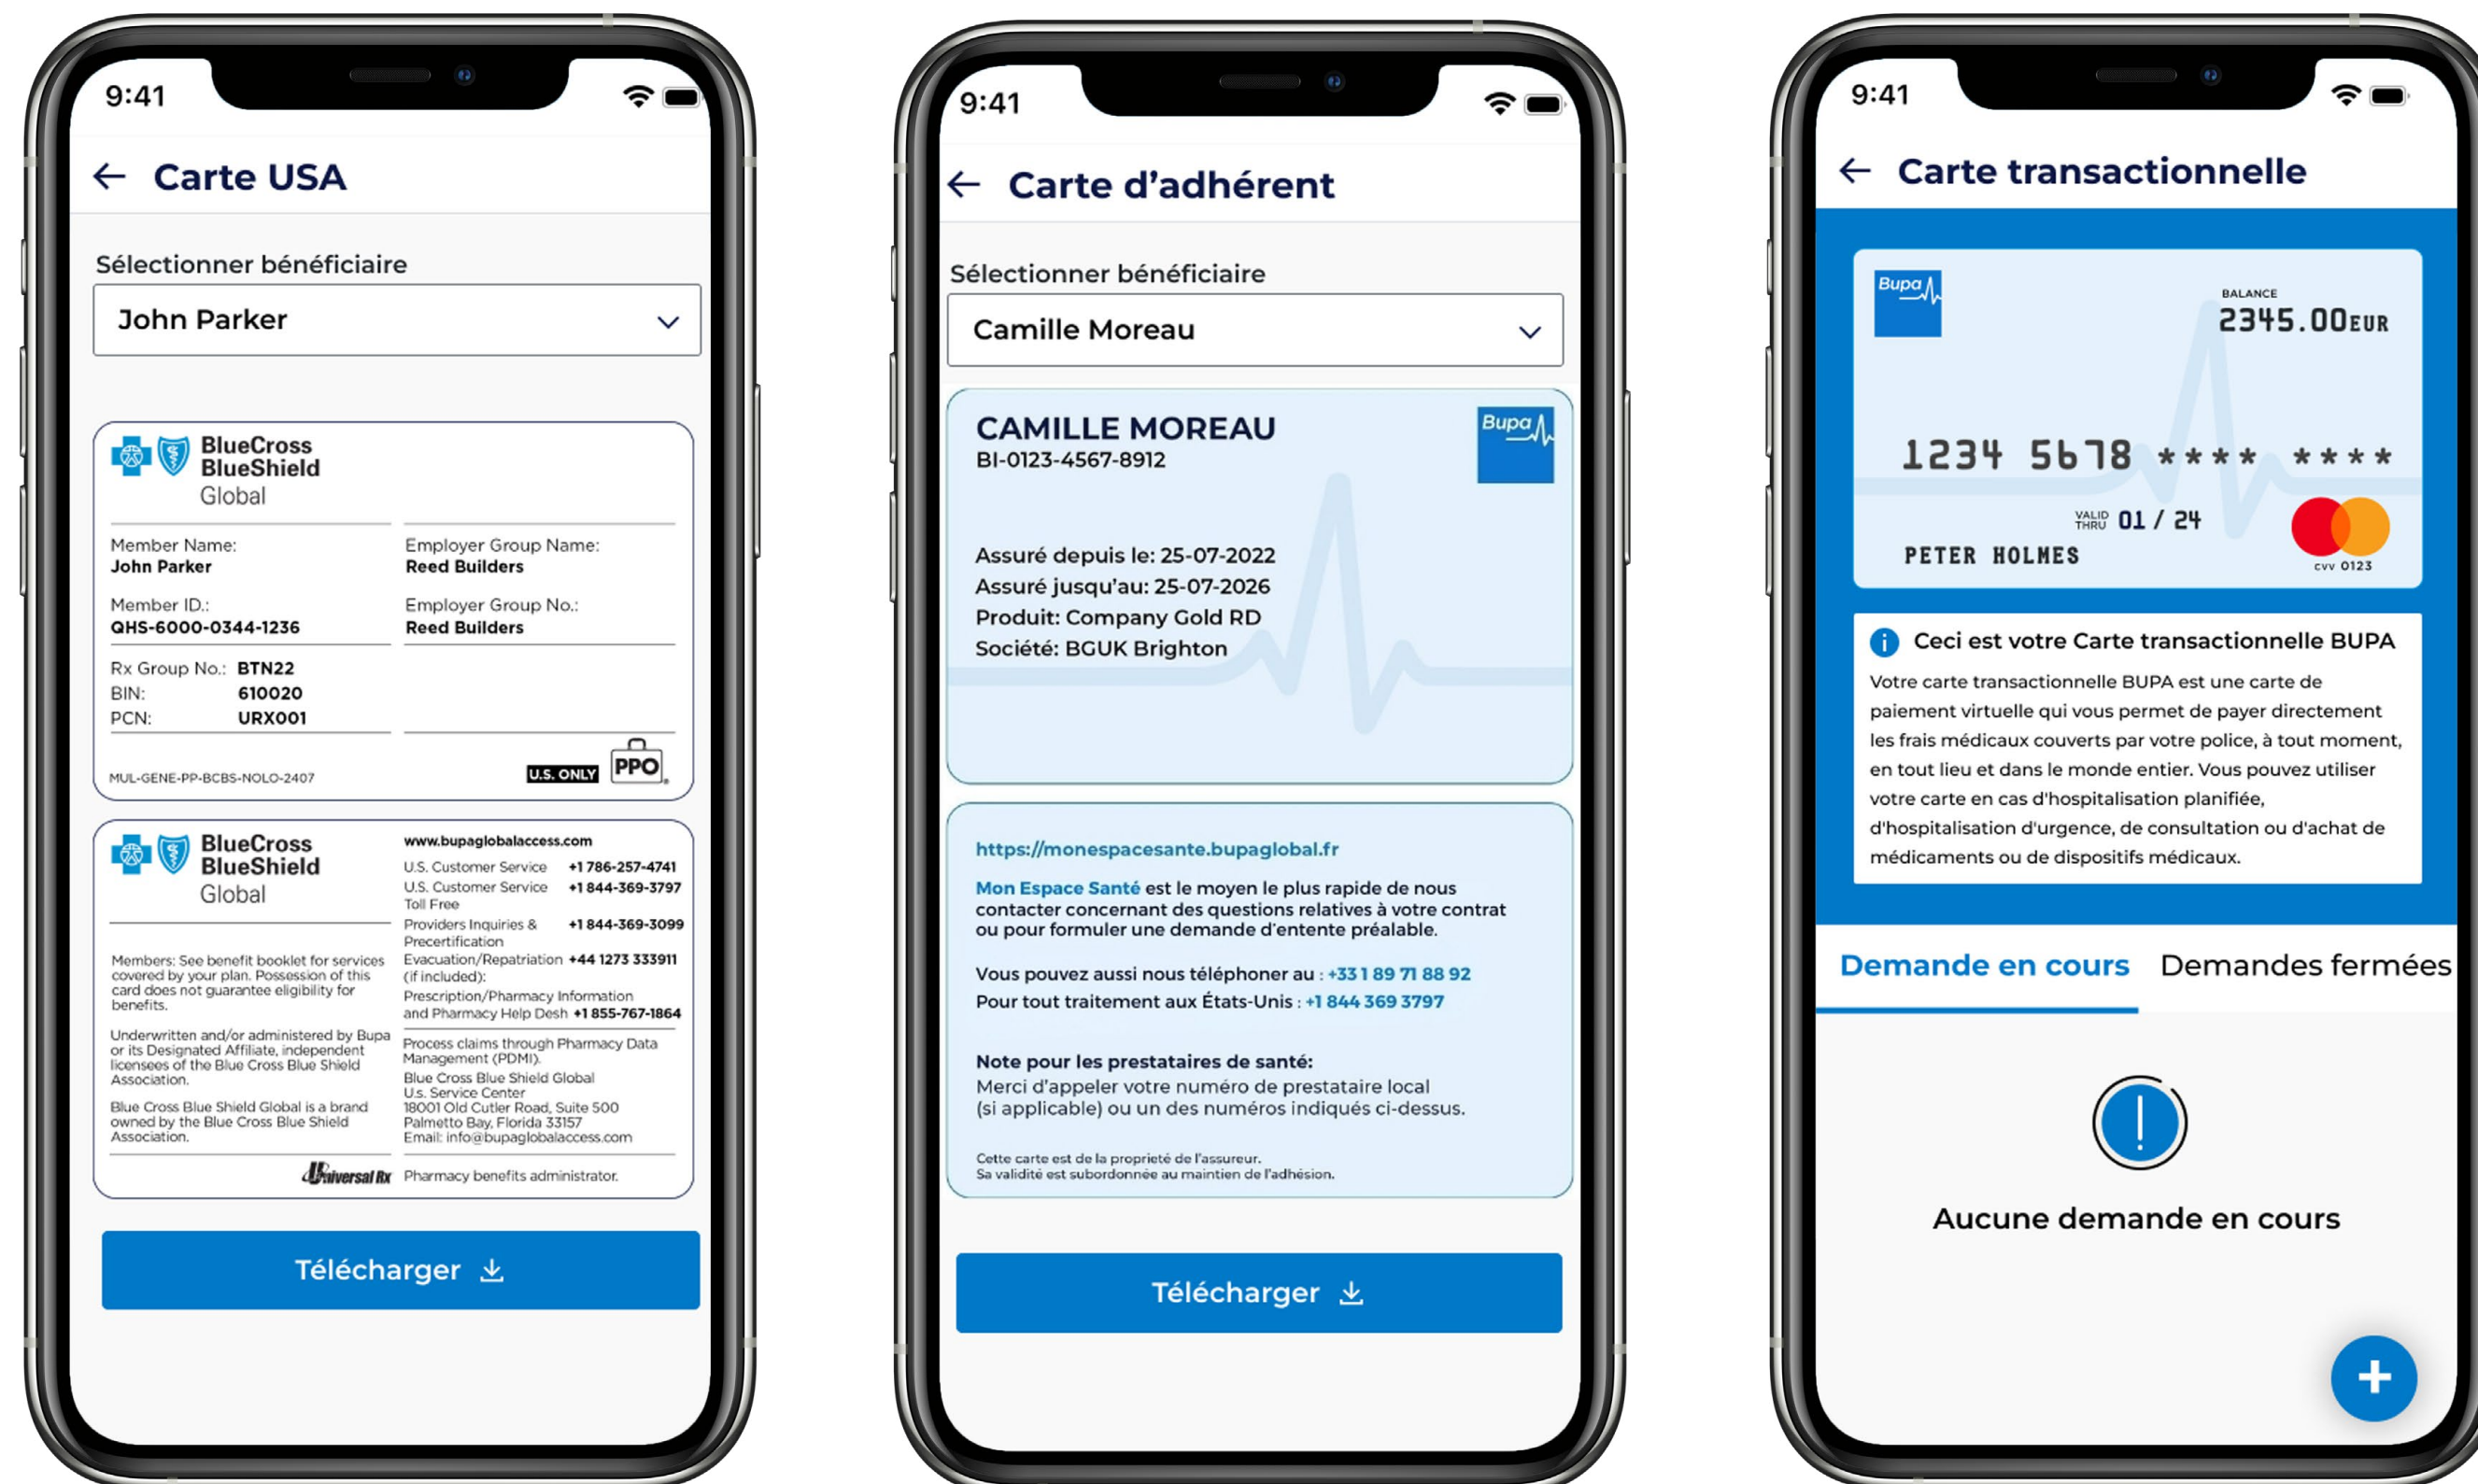 9:41
Carte USA
Sélectionner bénéficiaire
John Parker
BlueCross
BlueShield
Global
Member Name:
John Parker
Employer Group Name:
Reed Builders
Member ID.:
QHS-6000-0344-1236
Employer Group No.:
Reed Builders
Rx Group No.: BTN22
BIN: 610020
PCN: URX001
MUL-GENE-PP-BCBS-NOLO-2407
U.S. ONLY
PPO
BlueCross
BlueShield
Global
Members: See benefit booklet for services
covered by your plan. Possession of this
card does not guarantee eligibility for
benefits.
Underwritten and/or administered by Bupa
or its Designated Affiliate, independent
licensees of the Blue Cross Blue Shield
Association.
Blue Cross Blue Shield Global is a brand
owned by the Blue Cross Blue Shield
Association.
Universal Rx
www.bupaglobalaccess.com
U.S. Customer Service +1 786-257-4741
U.S. Customer Service +1 844-369-3797
Toll Free
Providers Inquiries & +1 844-369-3099
Precertification
Evacuation/Repatriation +44 1273 333911
(if included):
Prescription/Pharmacy Information
and Pharmacy Help Desh +1 855-767-1864
Process claims through Pharmacy Data
Management (PDMI).
Blue Cross Blue Shield Global
U.s. Service Center
18001 Old Cutler Road, Suite 500
Palmetto Bay, Florida 33157
Email: info@bupaglobalaccess.com
Pharmacy benefits administrator.
Télécharger
9:41
Carte d'adhérent
Sélectionner bénéficiaire
Camille Moreau
CAMILLE MOREAU
BI-0123-4567-8912
Bupa
Assuré depuis le: 25-07-2022
Assuré jusqu'au: 25-07-2026
Produit: Company Gold RD
Société: BGUK Brighton
https://monespacesante.bupaglobal.fr
Mon Espace Santé est le moyen le plus rapide de nous
contacter concernant des questions relatives à votre contrat
ou pour formuler une demande d'entente préalable.
Vous pouvez aussi nous téléphoner au : +33 1 89 71 88 92
Pour tout traitement aux États-Unis : +1 844 369 3797
Note pour les prestataires de santé:
Merci d'appeler votre numéro de prestataire local
(si applicable) ou un des numéros indiqués ci-dessus.
Cette carte est de la propriété de l'assureur.
Sa validité est subordonnée au maintien de l'adhésion.
Télécharger
9:41
Carte transactionnelle
Bupa
BALANCE
2345.00EUR
1234 5678 **** ****
VALID THRU 01 / 24
PETER HOLMES
CVV 0123
Ceci est votre Carte transactionnelle BUPA
Votre carte transactionnelle BUPA est une carte de
paiement virtuelle qui vous permet de payer directement
les frais médicaux couverts par votre police, à tout moment,
en tout lieu et dans le monde entier. Vous pouvez utiliser
votre carte en cas d'hospitalisation planifiée,
d'hospitalisation d'urgence, de consultation ou d'achat de
médicaments ou de dispositifs médicaux.
Demande en cours Demandes fermées
Aucune demande en cours